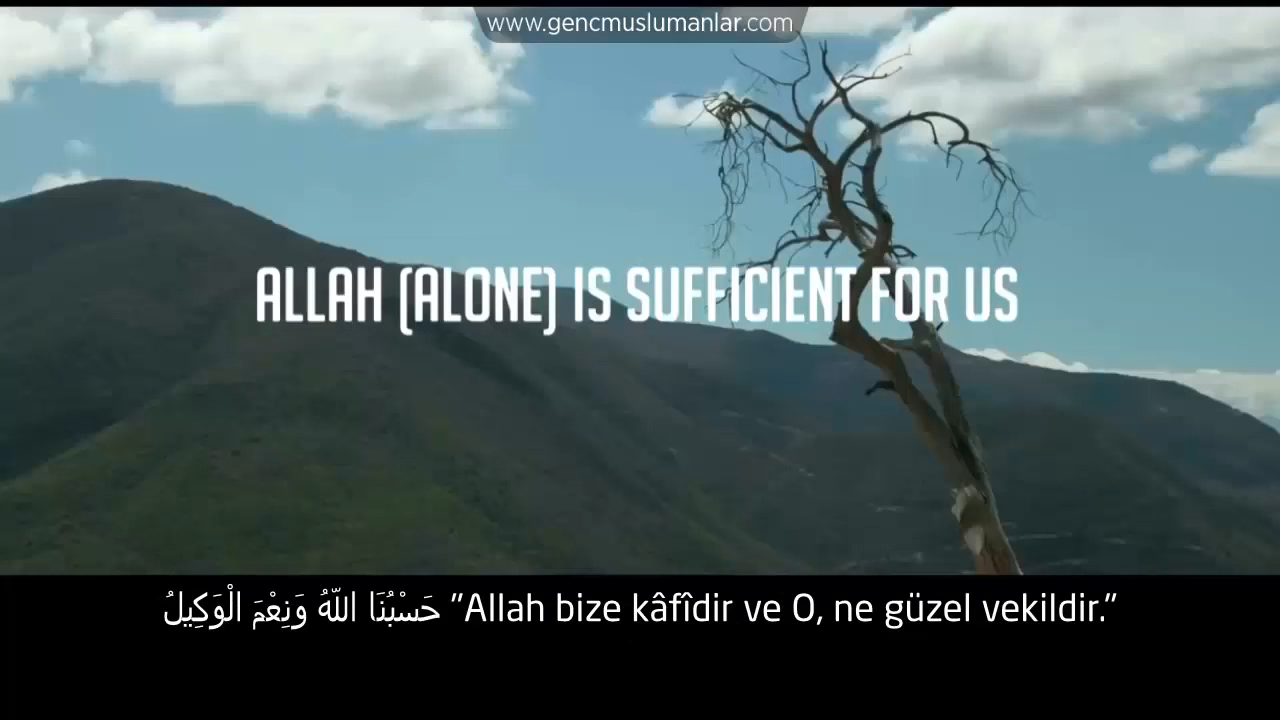 www.gencmuslumanlar.com
ALLAH (ALONE) IS SUFFICIENT FOR US
حَسْبُنَا اللّهُ وَنِعْمَ الْوَكِيلُ "Allah bize kâfîdir ve O, ne güzel vekildir."